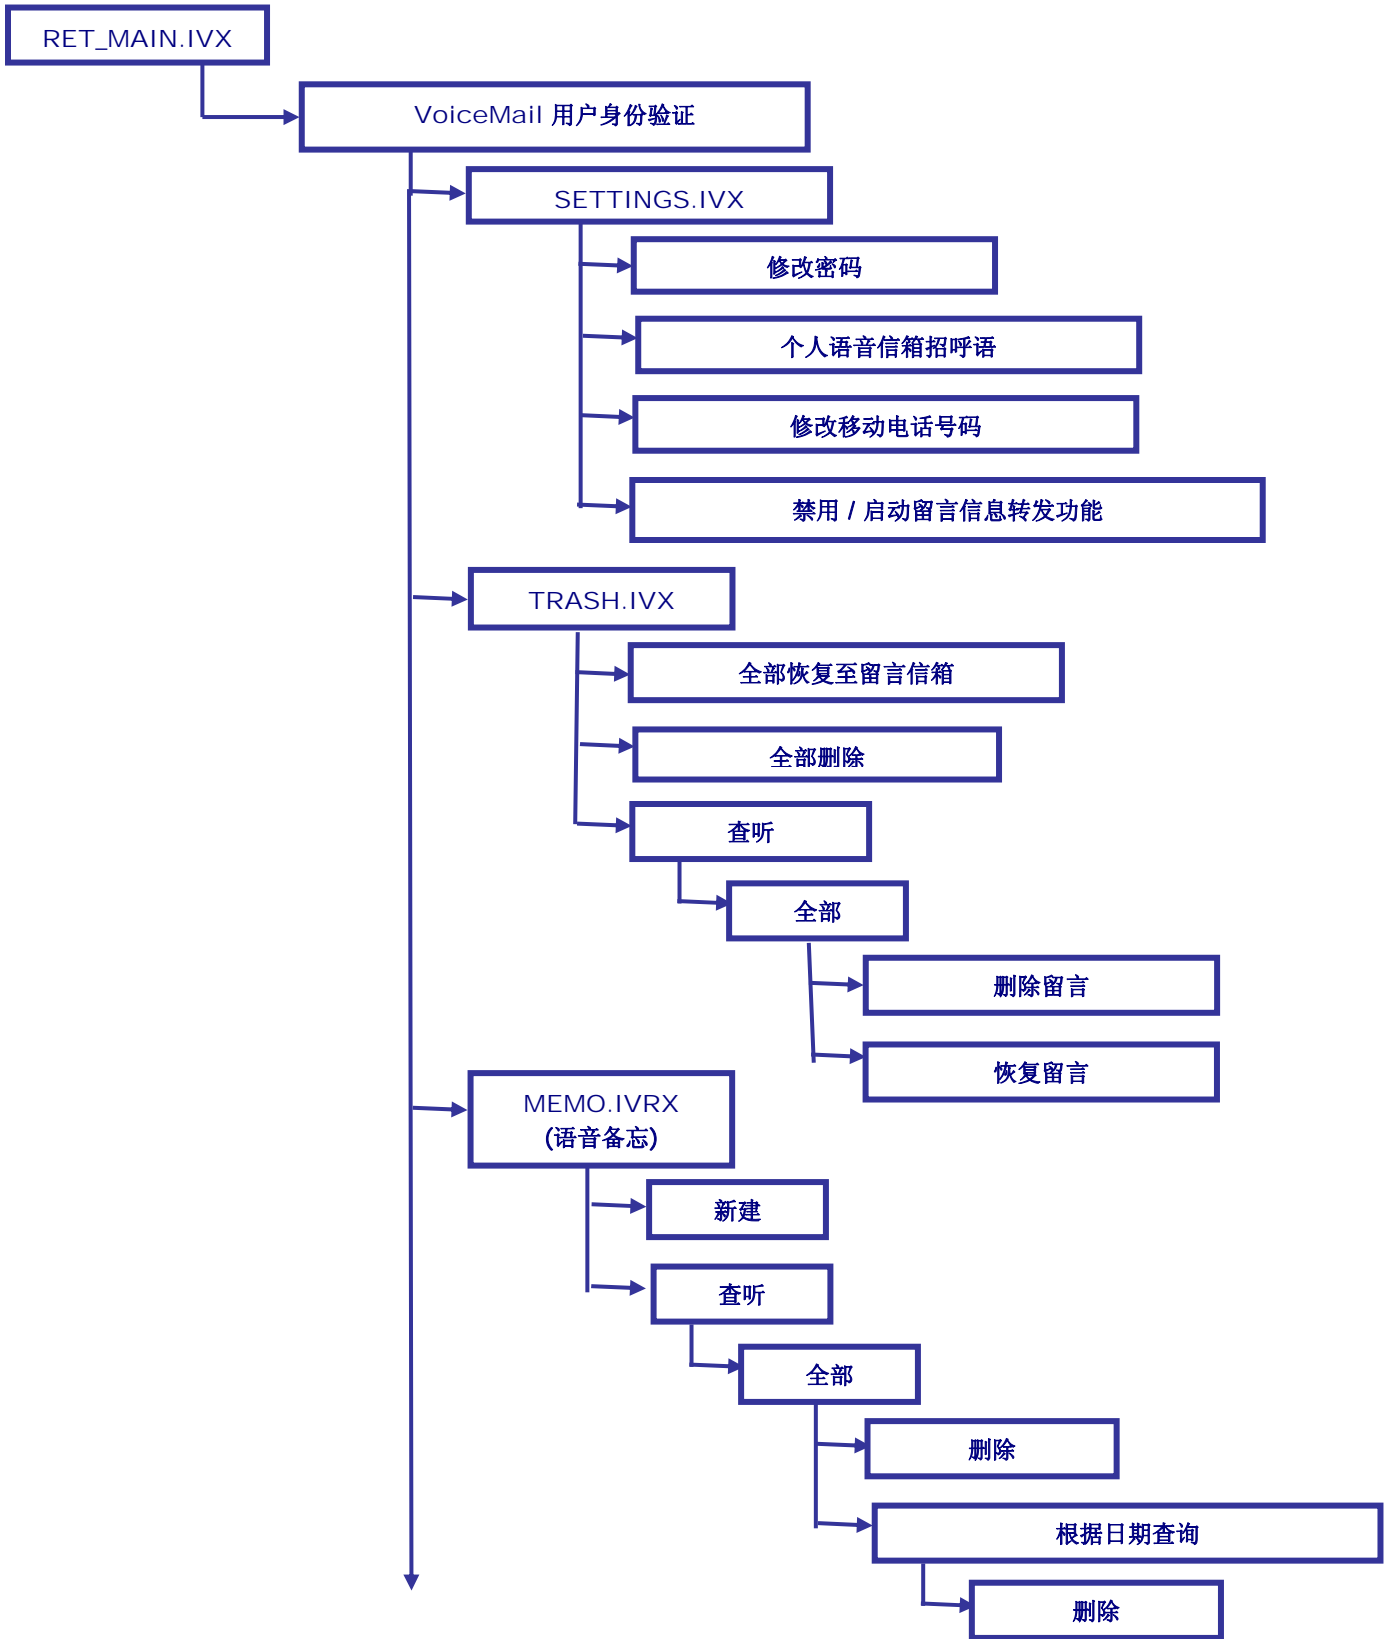 RET_MAIN.IVX
VoiceMail 用户身份验证
SETTINGS.IVX
修改密码
个人语音信箱招呼语
修改移动电话号码
禁用 / 启动留言信息转发功能
TRASH.IVX
全部恢复至留言信箱
全部删除
查听
全部
删除留言
恢复留言
MEMO.IVRX
(语音备忘)
新建
查听
全部
删除
根据日期查询
删除